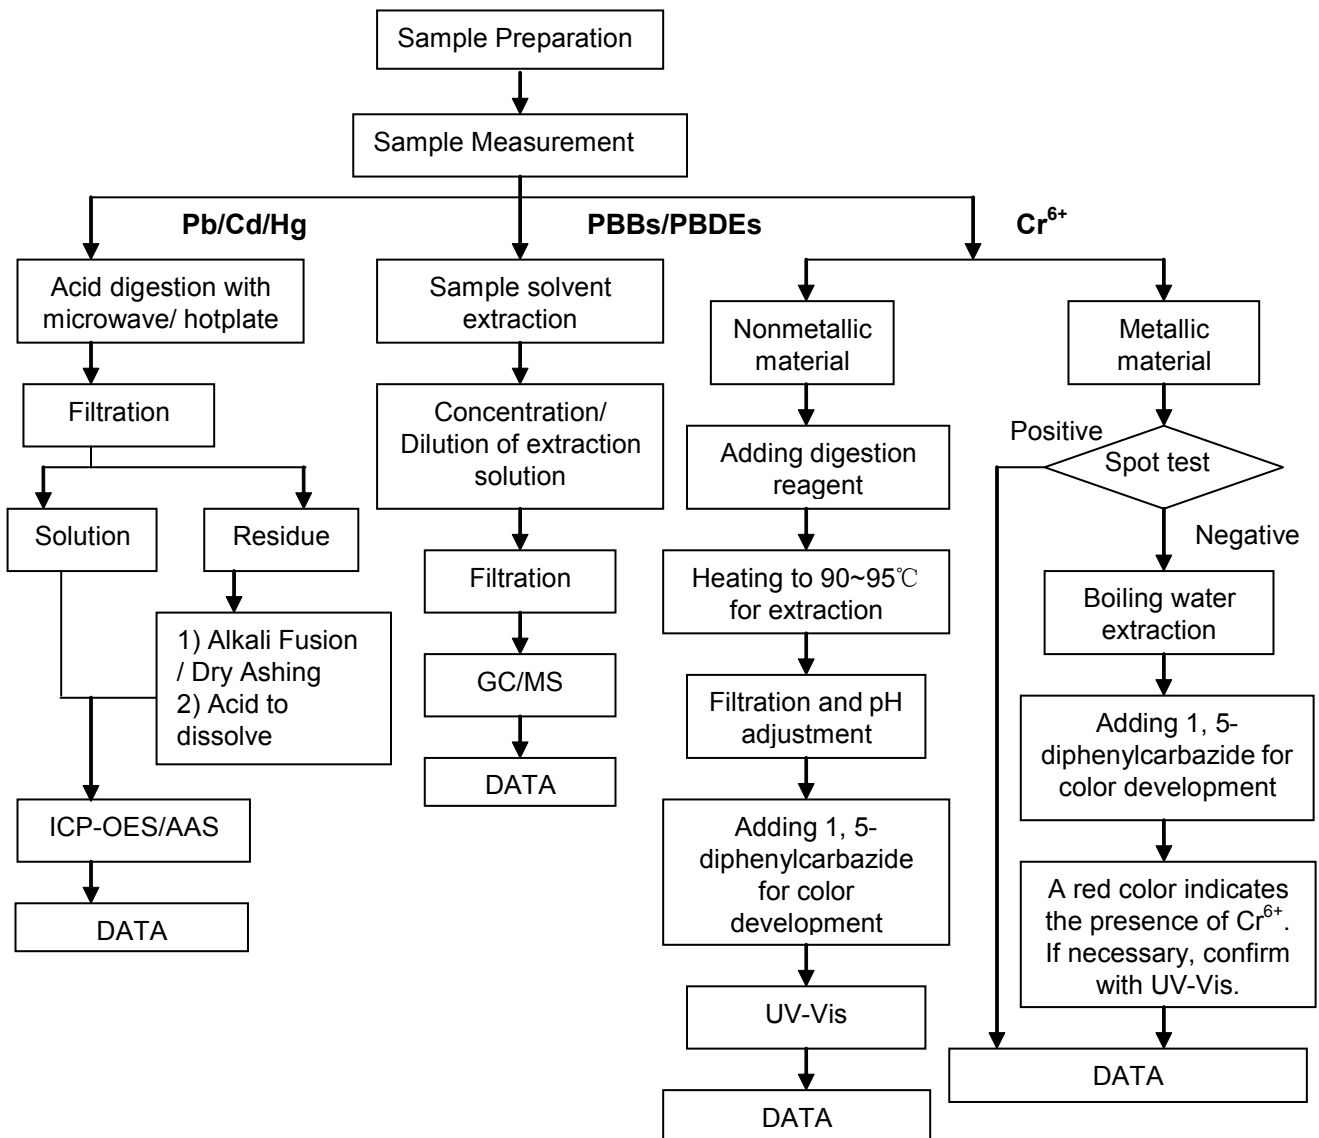 Sample Preparation
Sample Measurement
Pb/Cd/Hg
PBBs/PBDEs
Cr⁶⁺
Acid digestion with
microwave/ hotplate
Filtration
Solution
Residue
1) Alkali Fusion
/ Dry Ashing
2) Acid to
dissolve
ICP-OES/AAS
DATA
Sample solvent
extraction
Concentration/
Dilution of extraction
solution
Filtration
GC/MS
DATA
Nonmetallic
material
Adding digestion
reagent
Heating to 90~95℃
for extraction
Filtration and pH
adjustment
Adding 1, 5-
diphenylcarbazide
for color
development
UV-Vis
DATA
Metallic
material
Positive
Spot test
Negative
Boiling water
extraction
Adding 1, 5-
diphenylcarbazide for
color development
A red color indicates
the presence of Cr⁶⁺.
If necessary, confirm
with UV-Vis.
DATA